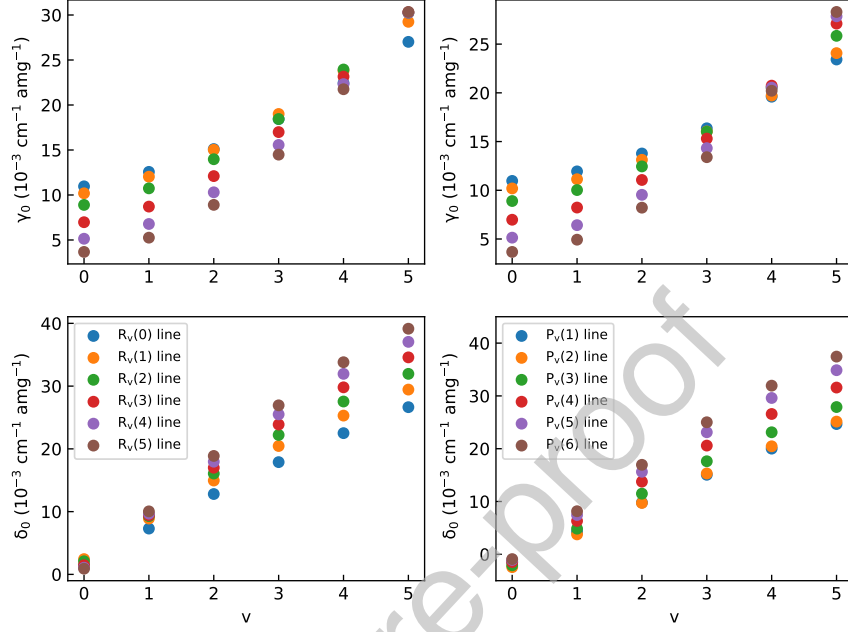 30
25
20
15
10
5
γ₀ (10⁻³ cm⁻¹ amg⁻¹)
0 1 2 3 4 5
25
20
15
10
5
γ₀ (10⁻³ cm⁻¹ amg⁻¹)
0 1 2 3 4 5
40
30
20
10
0
δ₀ (10⁻³ cm⁻¹ amg⁻¹)
Rᵥ(0) line
Rᵥ(1) line
Rᵥ(2) line
Rᵥ(3) line
Rᵥ(4) line
Rᵥ(5) line
0 1 2 3 4 5
v
40
30
20
10
0
δ₀ (10⁻³ cm⁻¹ amg⁻¹)
Pᵥ(1) line
Pᵥ(2) line
Pᵥ(3) line
Pᵥ(4) line
Pᵥ(5) line
Pᵥ(6) line
0 1 2 3 4 5
v
re-proof